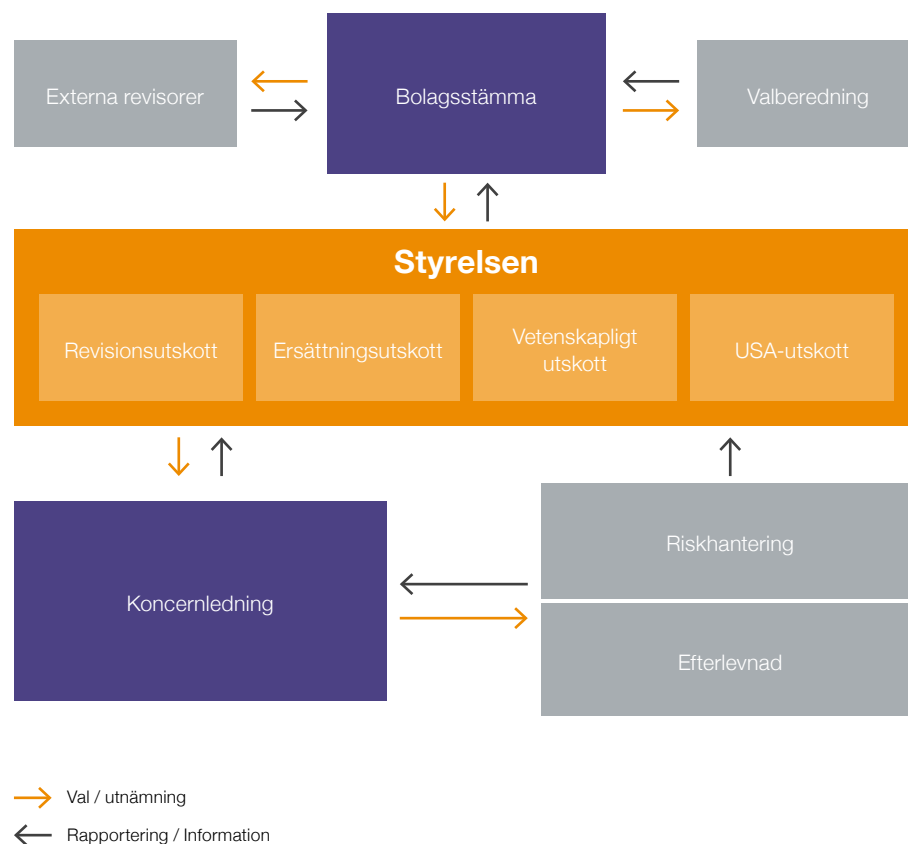 Externa revisorer
Bolagsstämma
Valberedning
Styrelsen
Revisionsutskott
Ersättningsutskott
Vetenskapligt
utskott
USA-utskott
Koncernledning
Riskhantering
Efterlevnad
Val / utnämning
Rapportering / Information